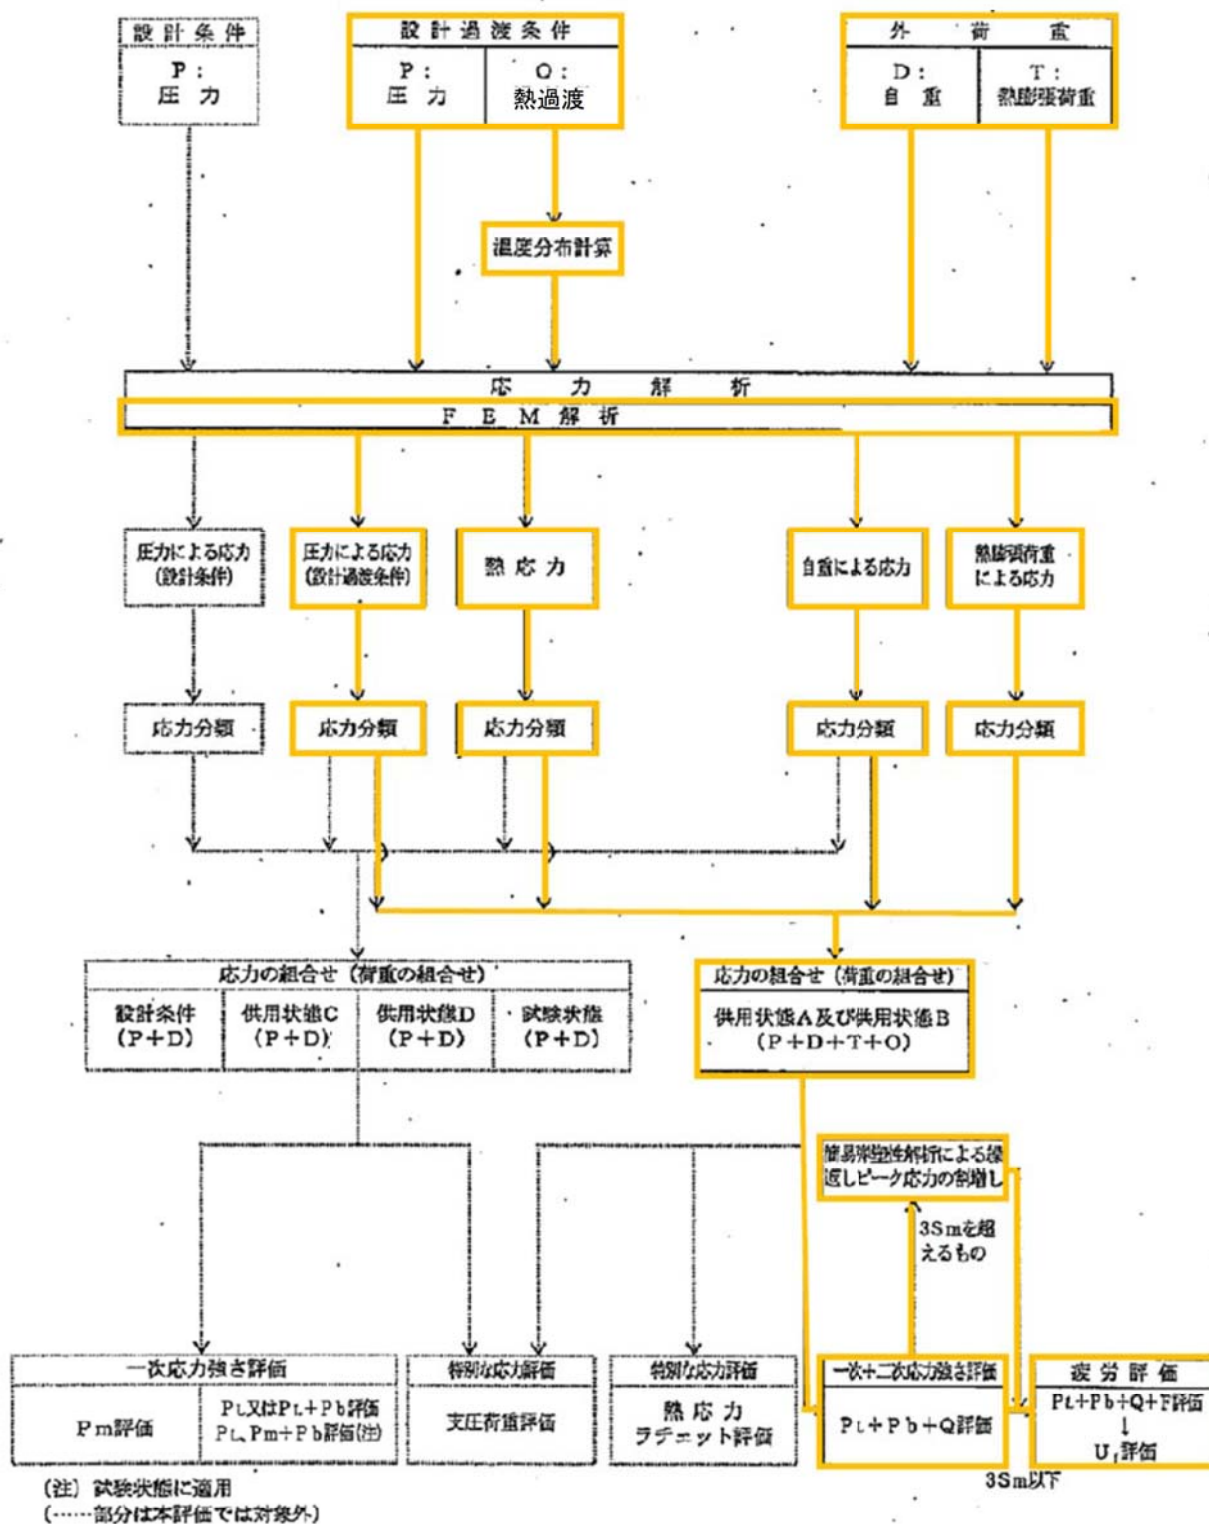 設計条件
P：
圧力
設計過渡条件
P：
圧力
O：
熱過渡
外荷重
D：
自重
T：
熱膨張荷重
温度分布計算
応力解析
FEM解析
圧力による応力
(設計条件)
圧力による応力
(設計過渡条件)
熱応力
自重による応力
熱膨張荷重
による応力
応力分類
応力分類
応力分類
応力分類
応力分類
応力の組合せ (荷重の組合せ)
設計条件
(P+D)
供用状態C
(P+D)
供用状態D
(P+D)
試験状態
(P+D)
応力の組合せ (荷重の組合せ)
供用状態A及び供用状態B
(P+D+T+O)
簡易弾塑性解析による繰
返しピーク応力の割増し
3Smを超
えるもの
一次応力強さ評価
Pm評価
PL又はPL+Pb評価
PL、Pm+Pb評価(注)
特別な応力評価
支圧荷重評価
特別な応力評価
熱応力
ラチェット評価
一次+二次応力強さ評価
PL+Pb+Q評価
疲労評価
PL+Pb+Q+F評価
↓
Uf評価
3Sm以下
(注) 試験状態に適用
(……部分は本評価では対象外)